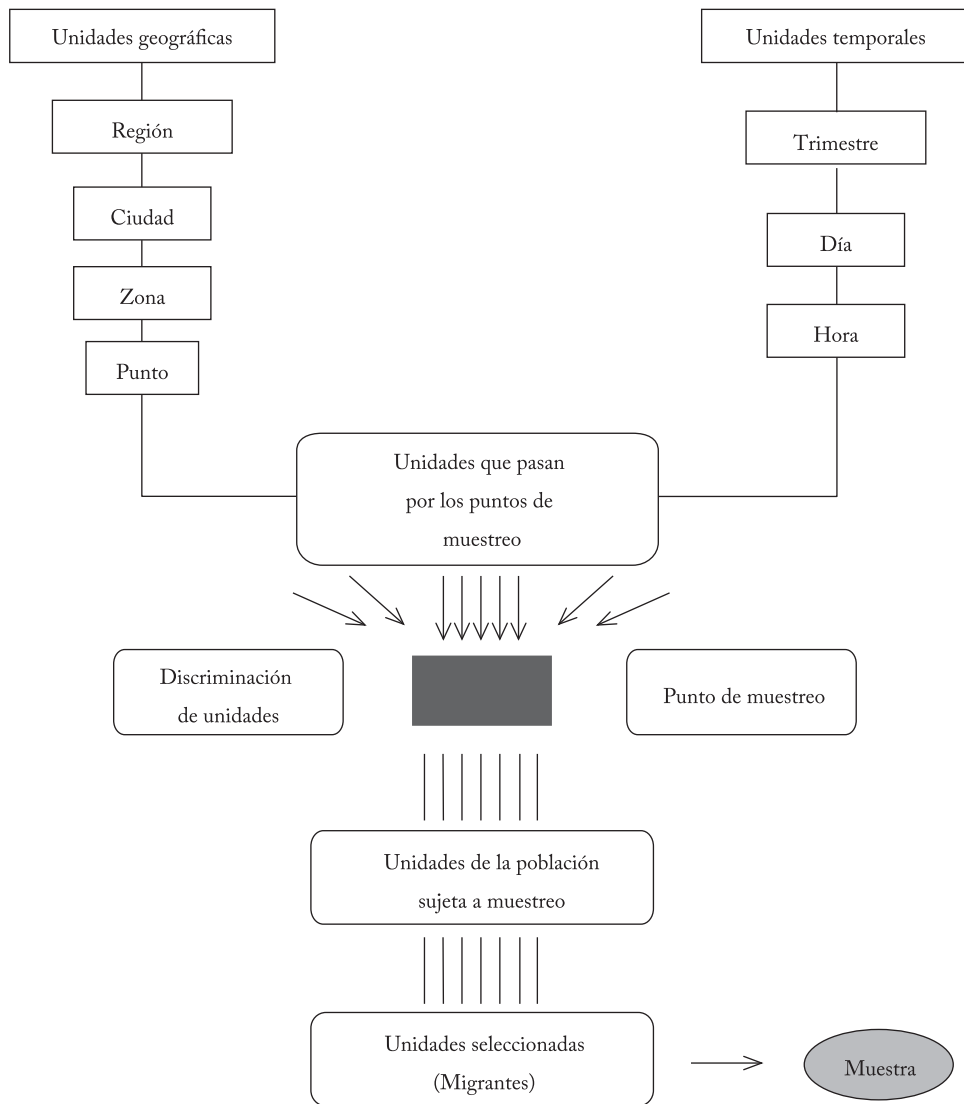 Unidades geográficas
Unidades temporales
Región
Trimestre
Ciudad
Día
Zona
Hora
Punto
Unidades que pasan
por los puntos de
muestreo
Discriminación
de unidades
Punto de muestreo
Unidades de la población
sujeta a muestreo
Unidades seleccionadas
(Migrantes)
Muestra